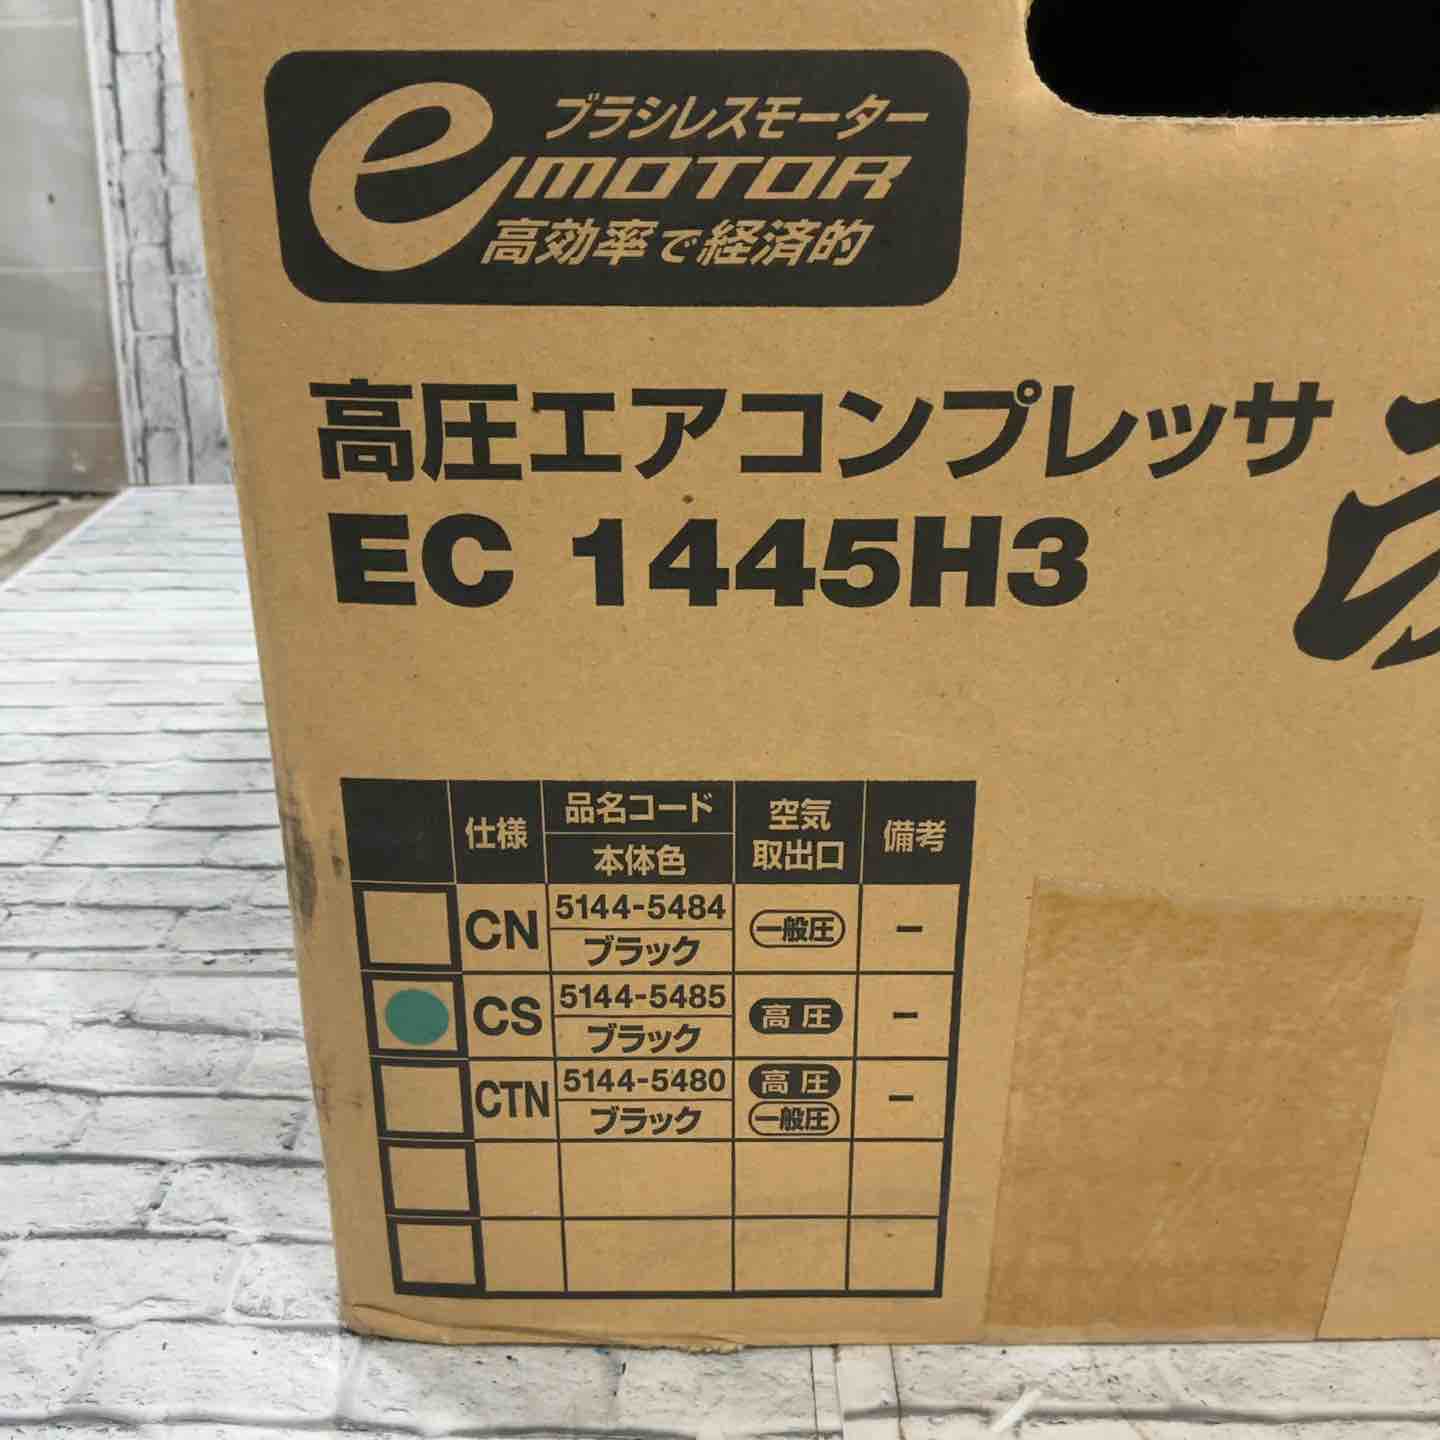 ブラシレスモーター
e MOTOR
高効率で経済的
高圧エアコンプレッサ
EC 1445H3
仕様 品名コード 本体色 空気取出口 備考
CN 5144-5484 ブラック 一般圧 -
CS 5144-5485 ブラック 高圧 -
CTN 5144-5480 ブラック 高圧 一般圧 -